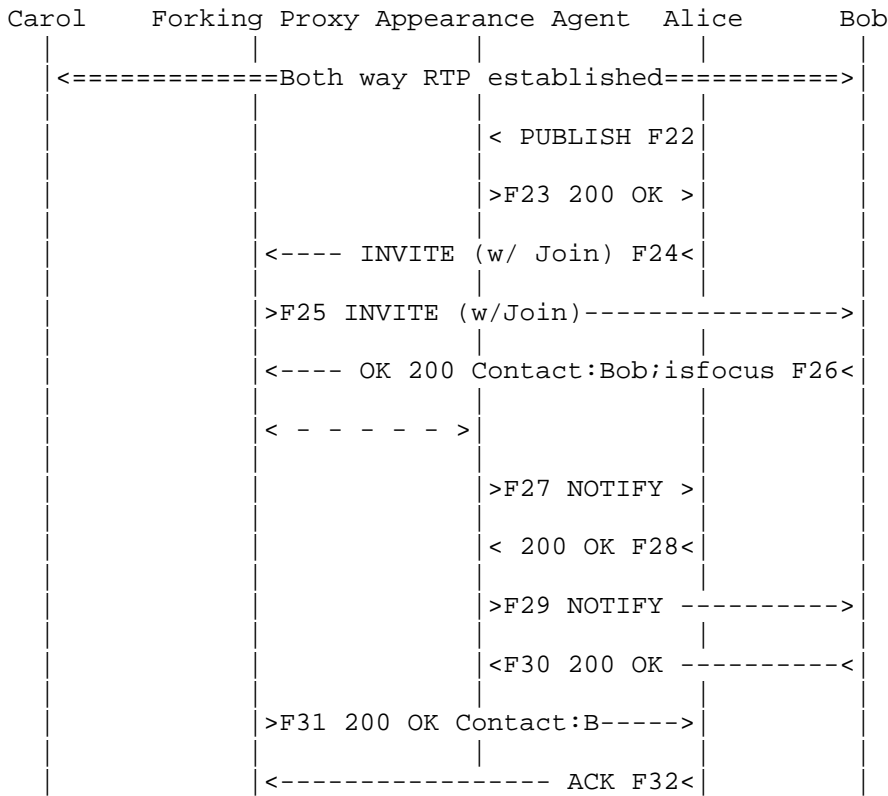 Carol Forking Proxy Appearance Agent Alice Bob
<=============Both way RTP established===========>
< PUBLISH F22
>F23 200 OK >
<---- INVITE (w/ Join) F24<
>F25 INVITE (w/Join)---------------->
<---- OK 200 Contact:Bob;isfocus F26<
< - - - - - >
>F27 NOTIFY >
< 200 OK F28<
>F29 NOTIFY ---------->
<F30 200 OK ----------<
>F31 200 OK Contact:B----->
<----------------- ACK F32<